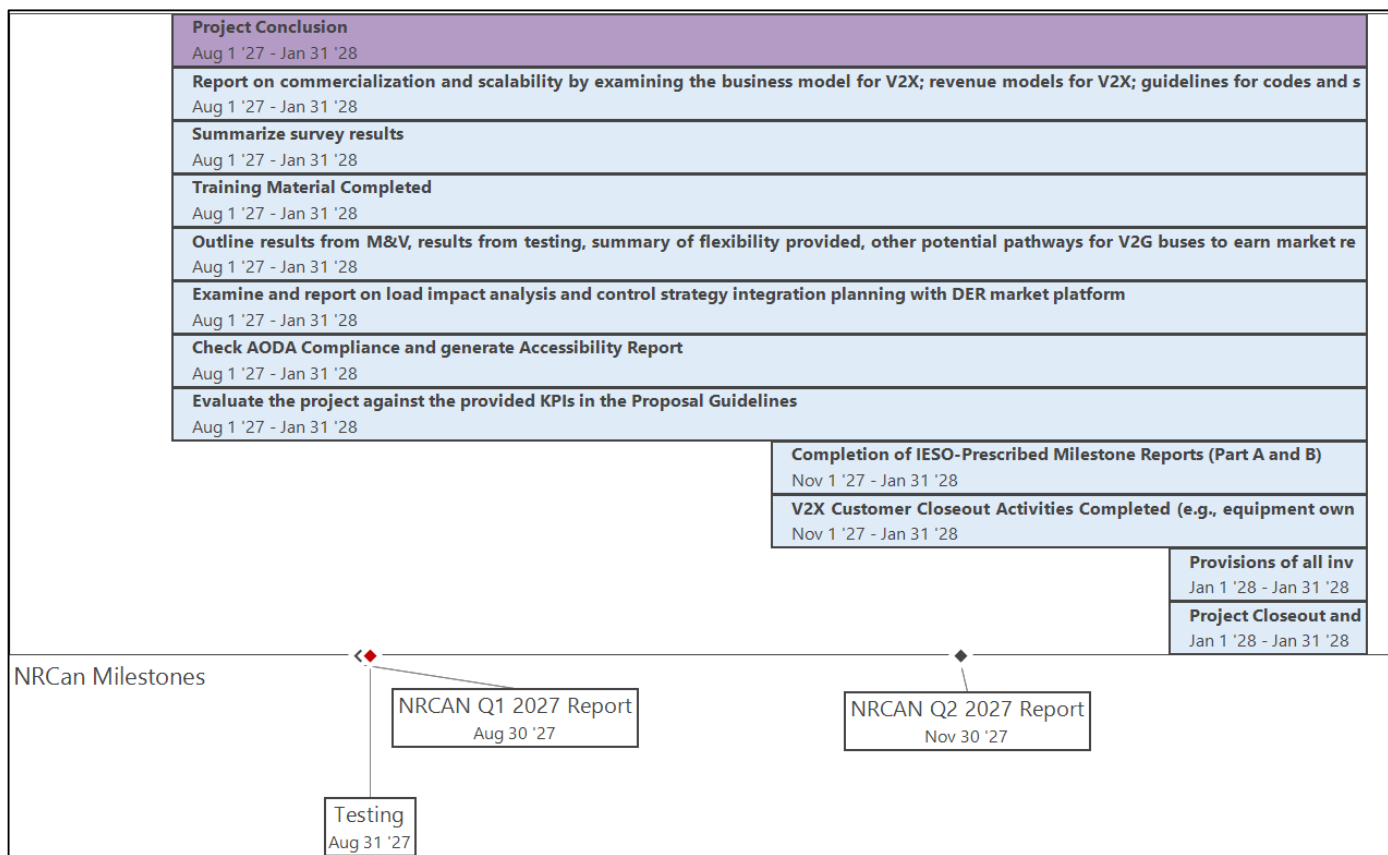 Project Conclusion
Aug 1 '27 - Jan 31 '28
Report on commercialization and scalability by examining the business model for V2X; revenue models for V2X; guidelines for codes and s
Aug 1 '27 - Jan 31 '28
Summarize survey results
Aug 1 '27 - Jan 31 '28
Training Material Completed
Aug 1 '27 - Jan 31 '28
Outline results from M&V, results from testing, summary of flexibility provided, other potential pathways for V2G buses to earn market re
Aug 1 '27 - Jan 31 '28
Examine and report on load impact analysis and control strategy integration planning with DER market platform
Aug 1 '27 - Jan 31 '28
Check AODA Compliance and generate Accessibility Report
Aug 1 '27 - Jan 31 '28
Evaluate the project against the provided KPIs in the Proposal Guidelines
Aug 1 '27 - Jan 31 '28
Completion of IESO-Prescribed Milestone Reports (Part A and B)
Nov 1 '27 - Jan 31 '28
V2X Customer Closeout Activities Completed (e.g., equipment own
Nov 1 '27 - Jan 31 '28
Provisions of all inv
Jan 1 '28 - Jan 31 '28
Project Closeout and
Jan 1 '28 - Jan 31 '28
NRCan Milestones
NRCAN Q1 2027 Report
Aug 30 '27
NRCAN Q2 2027 Report
Nov 30 '27
Testing
Aug 31 '27